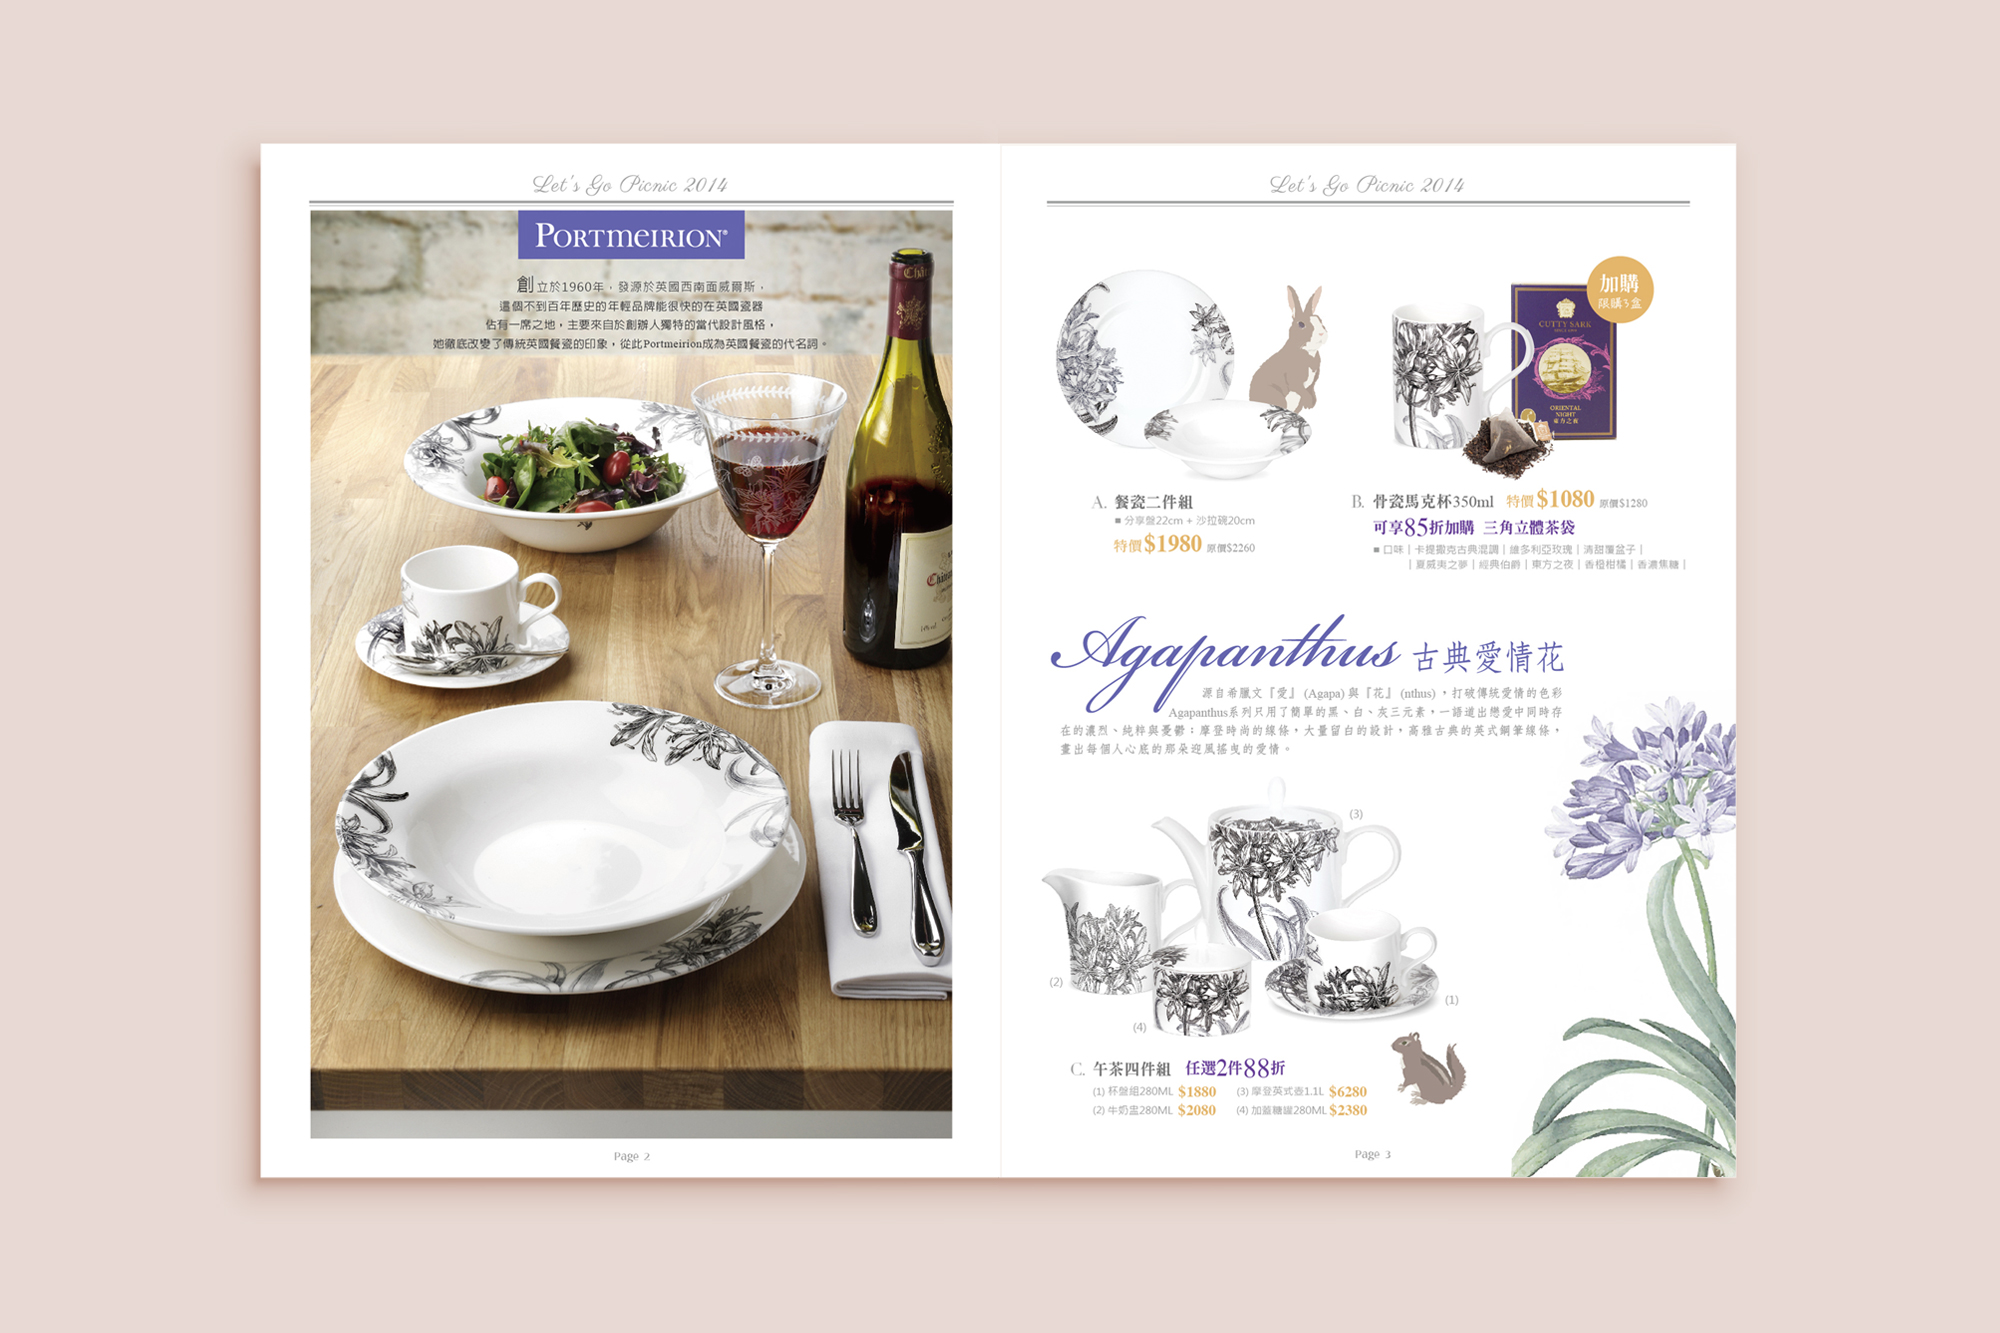 Let's Go Picnic 2014
PORTMEIRION®
創立於1960年，發源於英國西南面威爾斯，
這個不到百年歷史的年輕品牌能很快的在英國瓷器
佔有一席之地，主要來自於創辦人獨特的當代設計風格，
她徹底改變了傳統英國餐瓷的印象，從此Portmeirion成為英國餐瓷的代名詞。
Page 2
Let's Go Picnic 2014
加購
限購3盒
CUTTY SARK
ORIENTAL
NIGHT
東方之夜
A. 餐瓷二件組
■ 分享盤22cm + 沙拉碗20cm
特價$1980 原價$2260
B. 骨瓷馬克杯350ml 特價$1080 原價$1280
可享85折加購 三角立體茶袋
■ 口味｜卡提撒克古典混調｜維多利亞玫瑰｜清甜覆盆子｜
｜夏威夷之夢｜經典伯爵｜東方之夜｜香橙柑橘｜香濃焦糖｜
Agapanthus 古典愛情花
源自希臘文『愛』(Agapa) 與『花』(nthus)，打破傳統愛情的色彩
Agapanthus系列只用了簡單的黑、白、灰三元素，一語道出戀愛中同時存
在的濃烈、純粹與憂鬱；摩登時尚的線條，大量留白的設計，高雅古典的英式鋼筆線條，
畫出每個人心底的那朵迎風搖曳的愛情。
(3)
(2)
(1)
(4)
C. 午茶四件組 任選2件88折
(1) 杯盤組280ML $1880 (3) 摩登英式壺1.1L $6280
(2) 牛奶盅280ML $2080 (4) 加蓋糖罐280ML $2380
Page 3